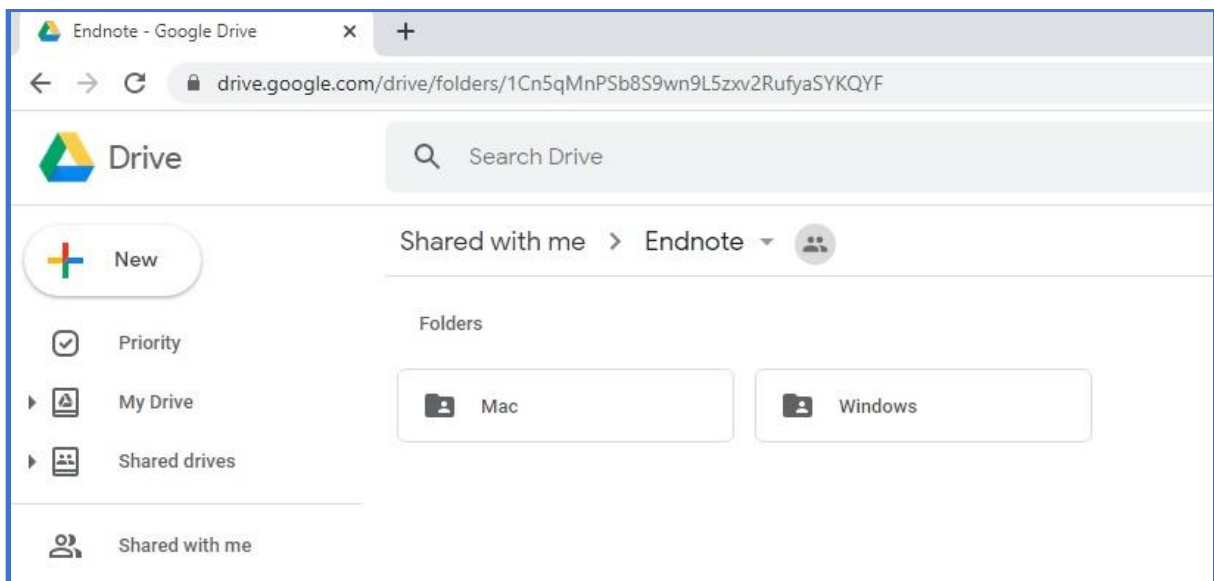 Endnote - Google Drive
drive.google.com/drive/folders/1Cn5qMnPSb8S9wn9L5zxv2RufyaSYKQYF
Drive
Search Drive
New
Shared with me > Endnote
Priority
Folders
My Drive
Mac
Windows
Shared drives
Shared with me